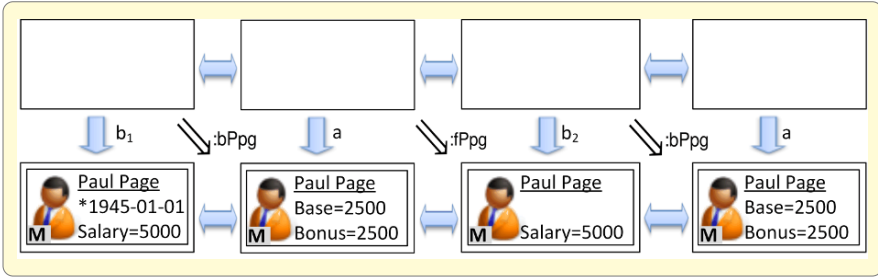 b₁ :bPpg a :fPpg b₂ :bPpg a
Paul Page Paul Page Paul Page Paul Page
*1945-01-01 Base=2500 Base=2500
M Salary=5000 M Bonus=2500 M Salary=5000 M Bonus=2500